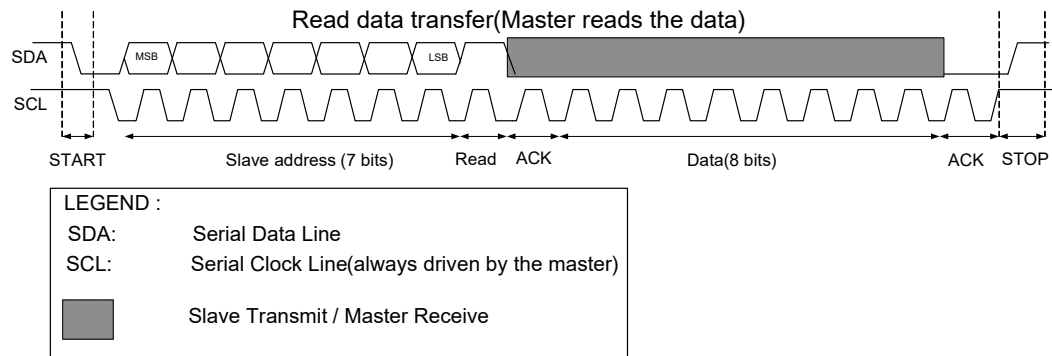 Read data transfer(Master reads the data)
SDA
MSB
LSB
SCL
START
Slave address (7 bits)
Read
ACK
Data(8 bits)
ACK
STOP
LEGEND :
SDA: Serial Data Line
SCL: Serial Clock Line(always driven by the master)
Slave Transmit / Master Receive